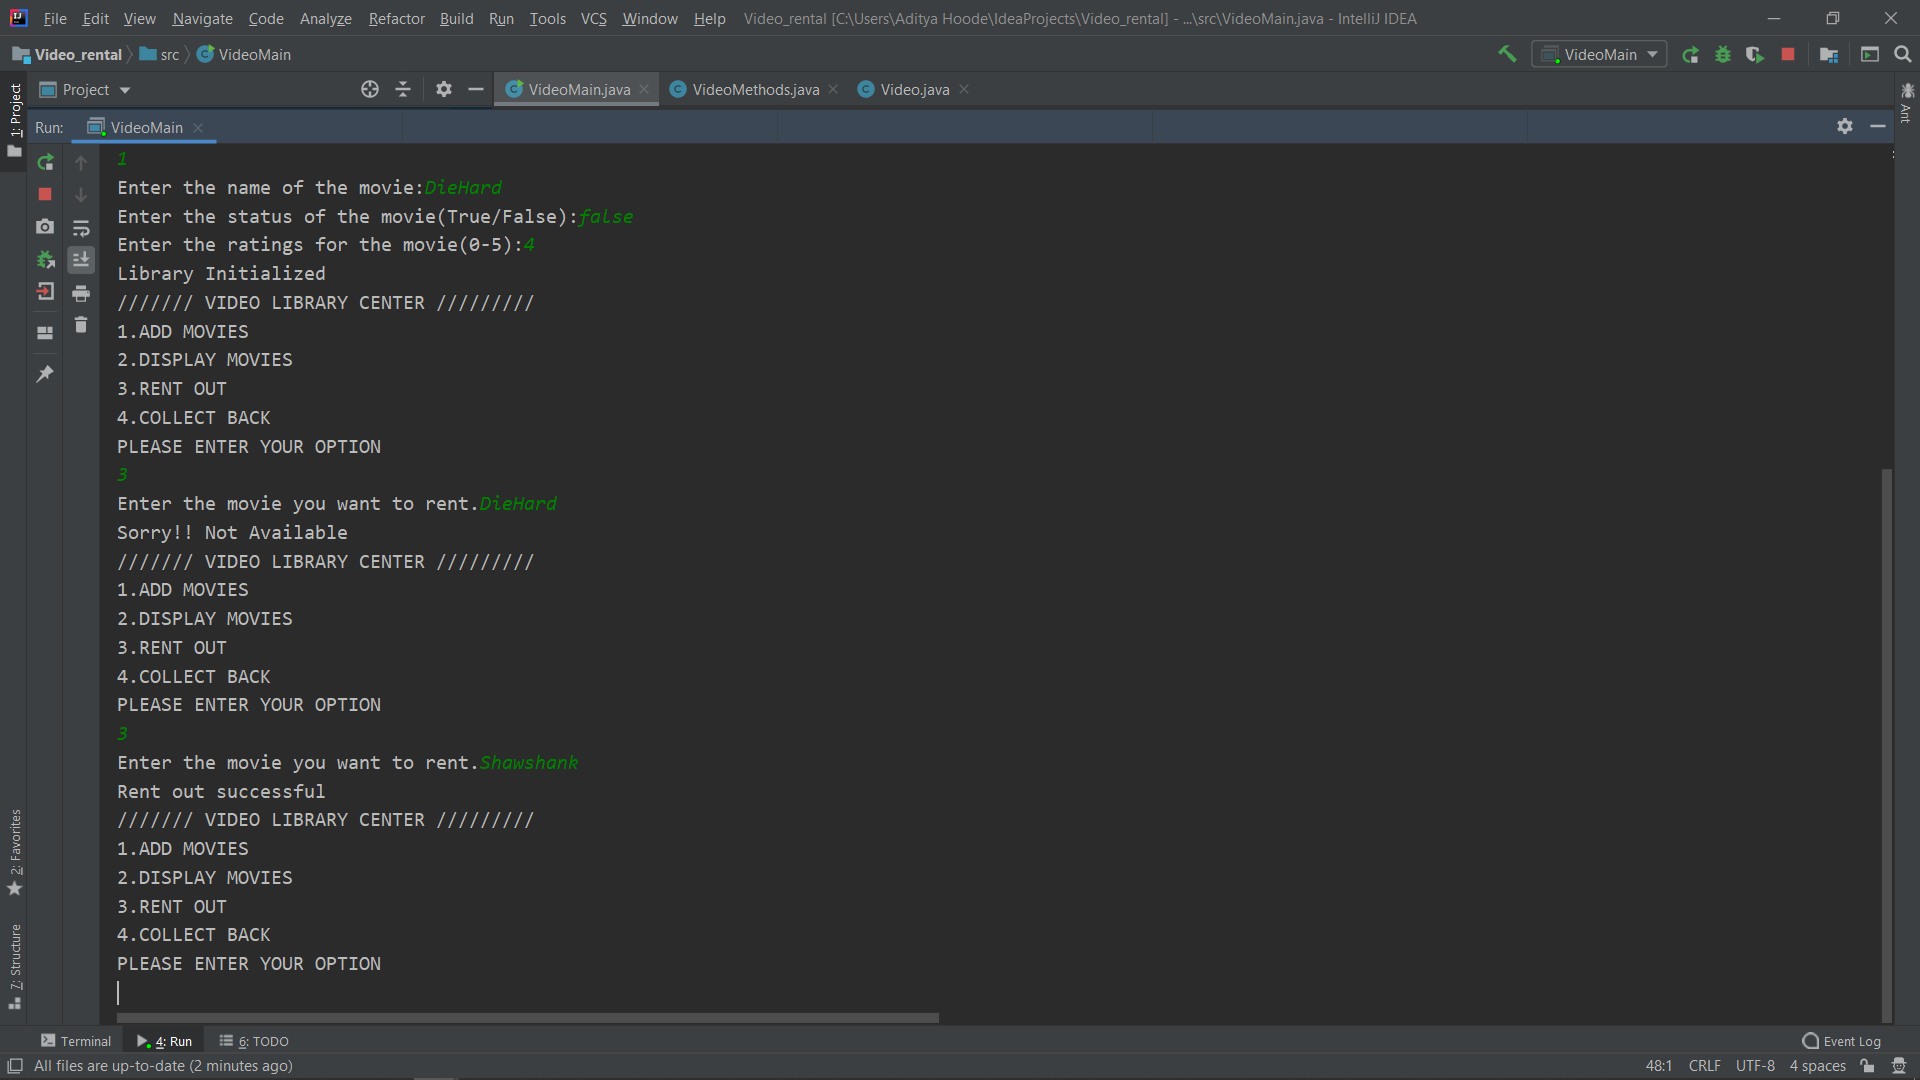 File Edit View Navigate Code Analyze Refactor Build Run Tools VCS Window Help Video_rental [C:\Users\Aditya Hoode\IdeaProjects\Video_rental] - ...\src\VideoMain.java - IntelliJ IDEA
Video_rental src VideoMain VideoMain
1: Project Project VideoMain.java VideoMethods.java Video.java Ant
Run: VideoMain
1
Enter the name of the movie:DieHard
Enter the status of the movie(True/False):false
Enter the ratings for the movie(0-5):4
Library Initialized
/////// VIDEO LIBRARY CENTER /////////
1.ADD MOVIES
2.DISPLAY MOVIES
3.RENT OUT
4.COLLECT BACK
PLEASE ENTER YOUR OPTION
3
Enter the movie you want to rent.DieHard
Sorry!! Not Available
/////// VIDEO LIBRARY CENTER /////////
1.ADD MOVIES
2.DISPLAY MOVIES
3.RENT OUT
4.COLLECT BACK
PLEASE ENTER YOUR OPTION
3
Enter the movie you want to rent.Shawshank
Rent out successful
/////// VIDEO LIBRARY CENTER /////////
1.ADD MOVIES
2.DISPLAY MOVIES
3.RENT OUT
4.COLLECT BACK
PLEASE ENTER YOUR OPTION
2: Favorites
7: Structure
Terminal 4: Run 6: TODO Event Log
All files are up-to-date (2 minutes ago) 48:1 CRLF UTF-8 4 spaces